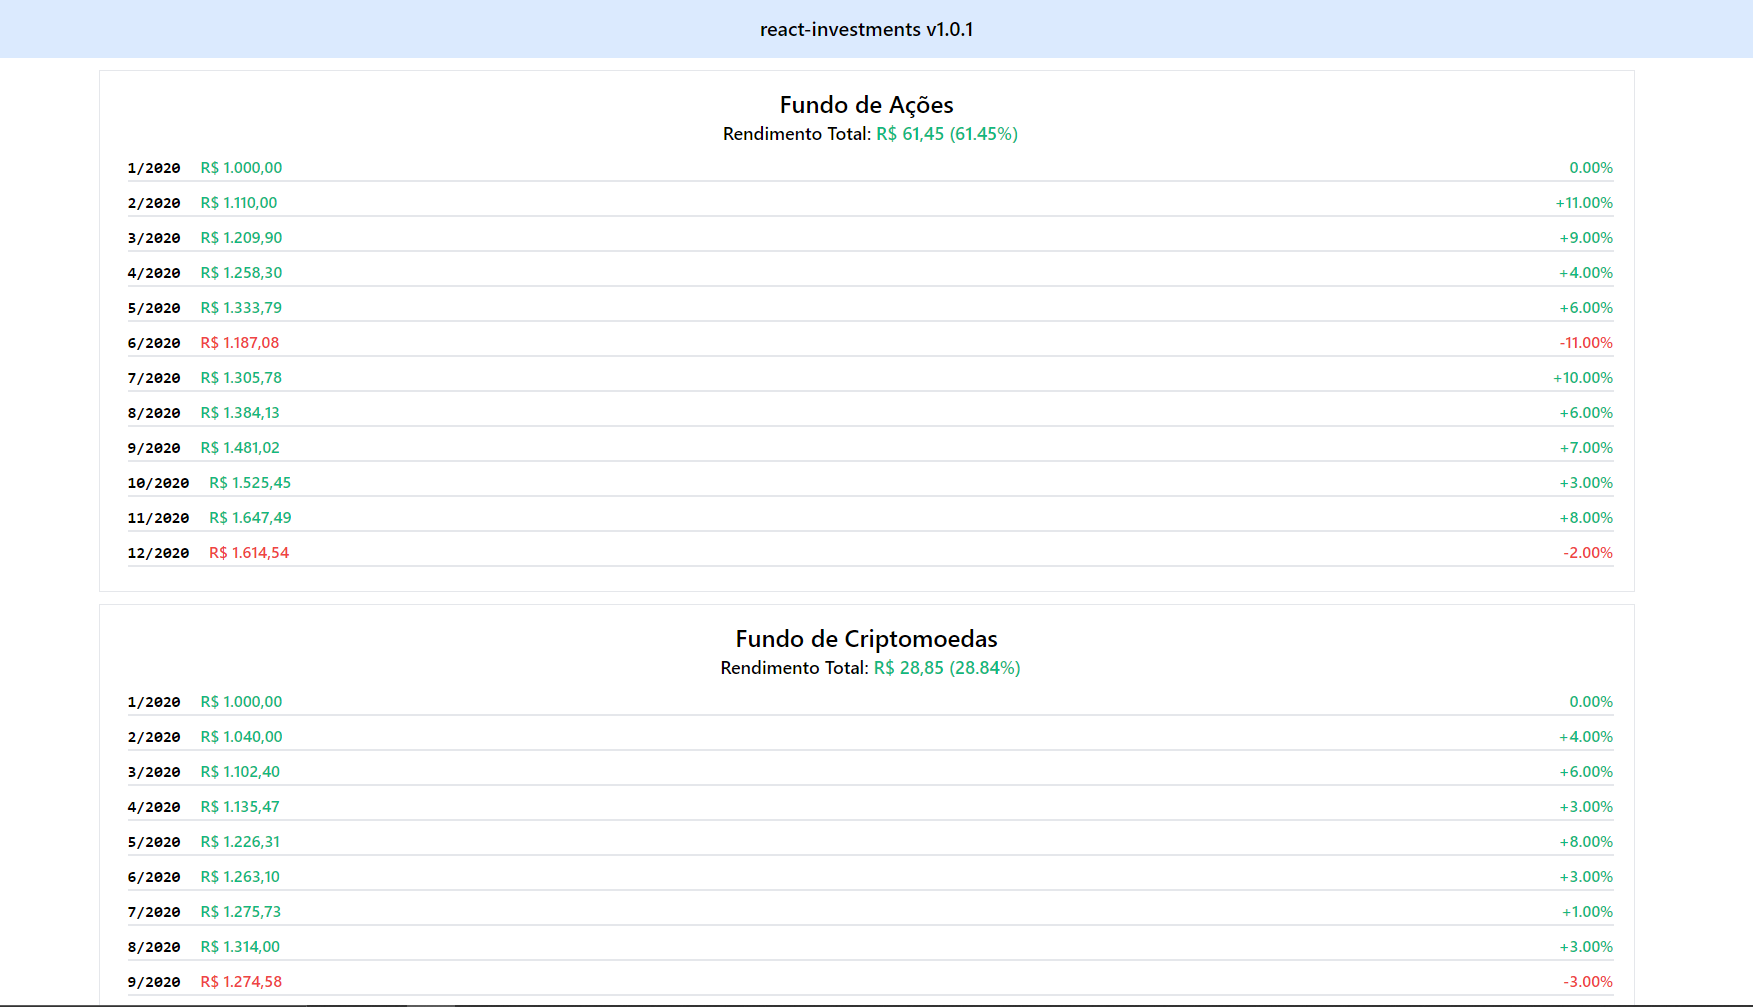 react-investments v1.0.1
Fundo de Ações
Rendimento Total: R$ 61,45 (61.45%)
1/2020 R$ 1.000,00 0.00%
2/2020 R$ 1.110,00 +11.00%
3/2020 R$ 1.209,90 +9.00%
4/2020 R$ 1.258,30 +4.00%
5/2020 R$ 1.333,79 +6.00%
6/2020 R$ 1.187,08 -11.00%
7/2020 R$ 1.305,78 +10.00%
8/2020 R$ 1.384,13 +6.00%
9/2020 R$ 1.481,02 +7.00%
10/2020 R$ 1.525,45 +3.00%
11/2020 R$ 1.647,49 +8.00%
12/2020 R$ 1.614,54 -2.00%
Fundo de Criptomoedas
Rendimento Total: R$ 28,85 (28.84%)
1/2020 R$ 1.000,00 0.00%
2/2020 R$ 1.040,00 +4.00%
3/2020 R$ 1.102,40 +6.00%
4/2020 R$ 1.135,47 +3.00%
5/2020 R$ 1.226,31 +8.00%
6/2020 R$ 1.263,10 +3.00%
7/2020 R$ 1.275,73 +1.00%
8/2020 R$ 1.314,00 +3.00%
9/2020 R$ 1.274,58 -3.00%